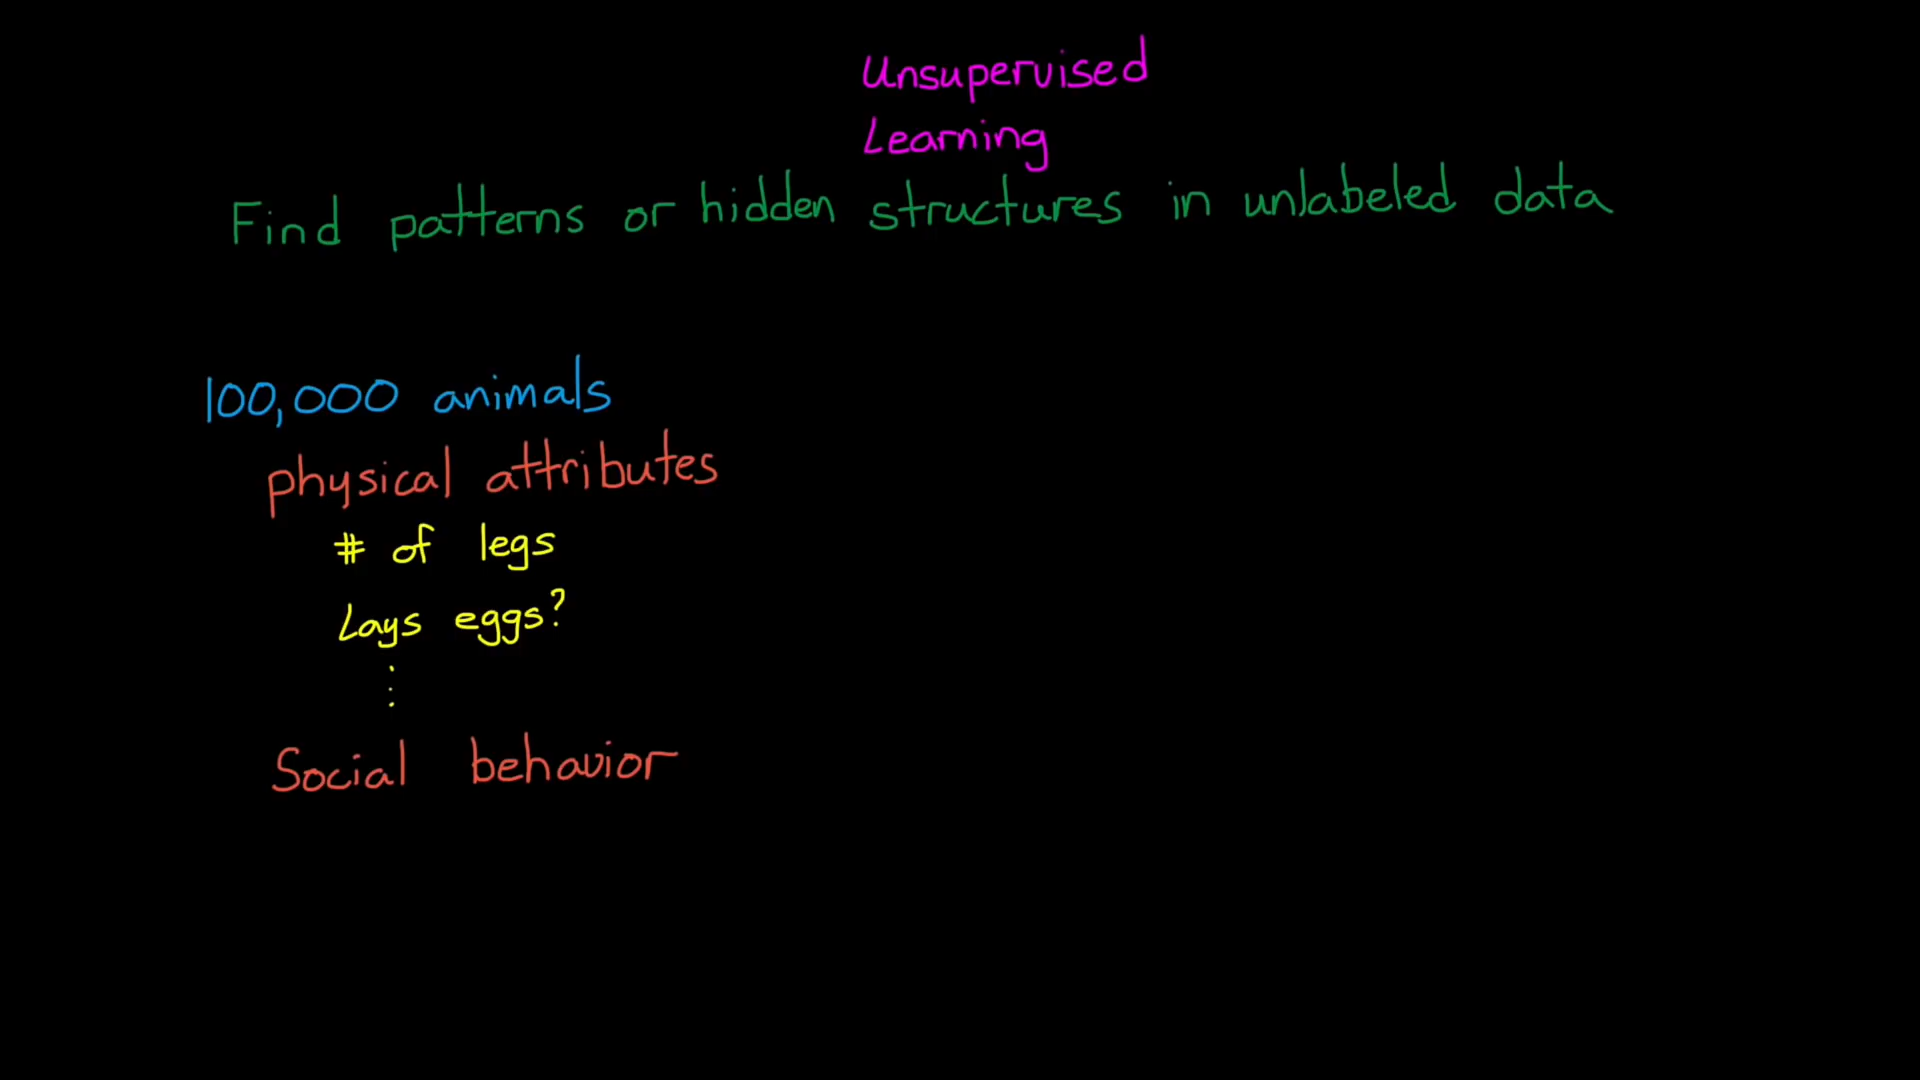 Unsupervised
Learning
Find patterns or hidden structures in unlabeled data
100,000 animals
physical attributes
# of legs
Lays eggs?
⋮
Social behavior